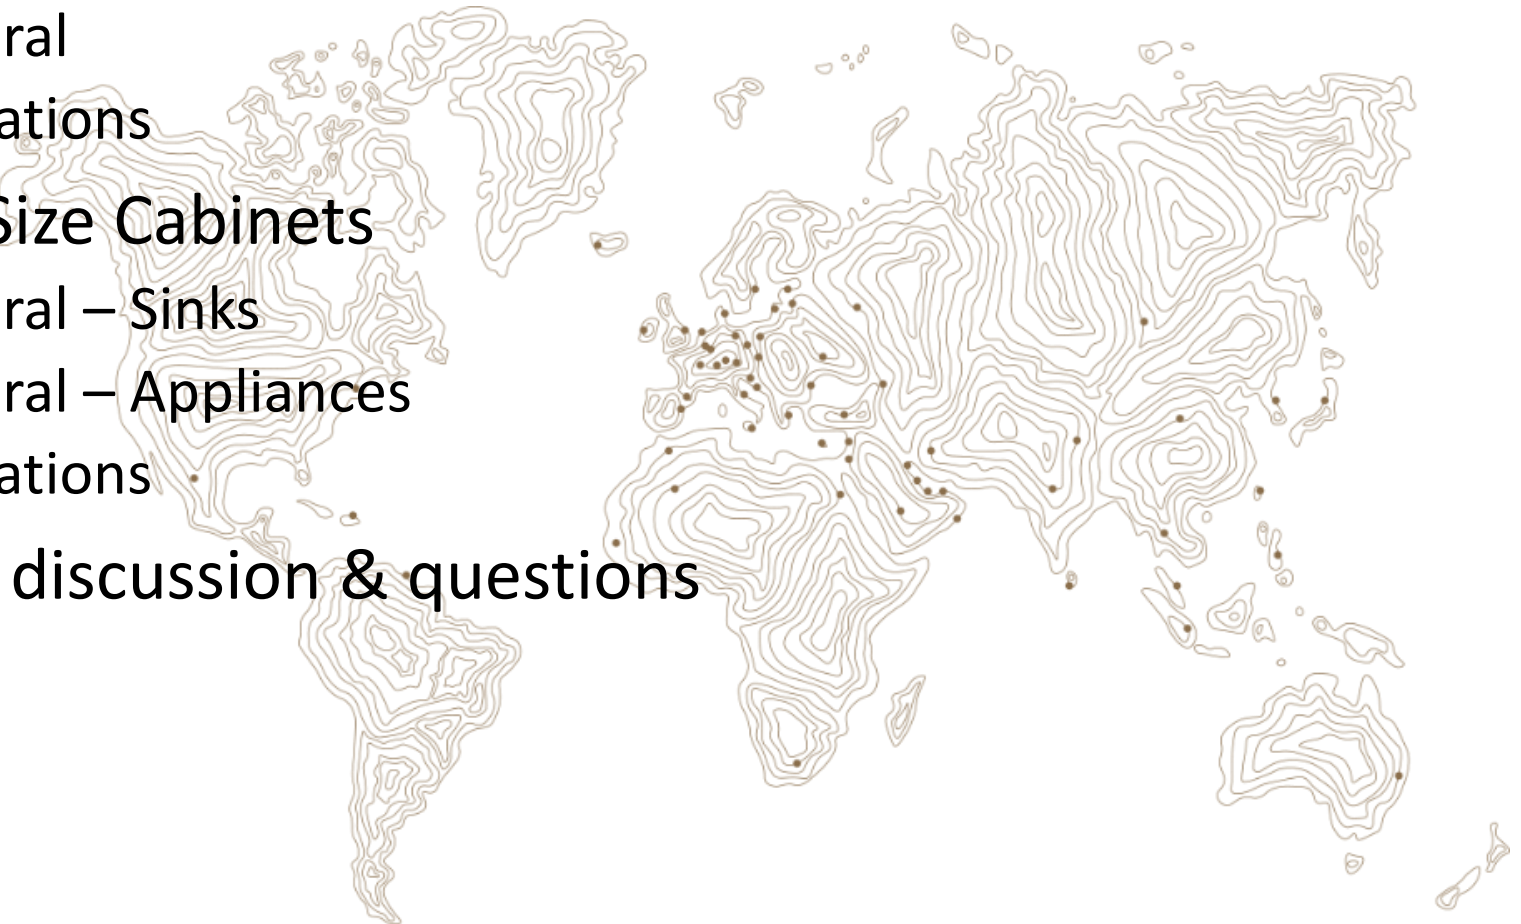 ral
ations
Size Cabinets
ral – Sinks
ral – Appliances
ations
discussion & questions